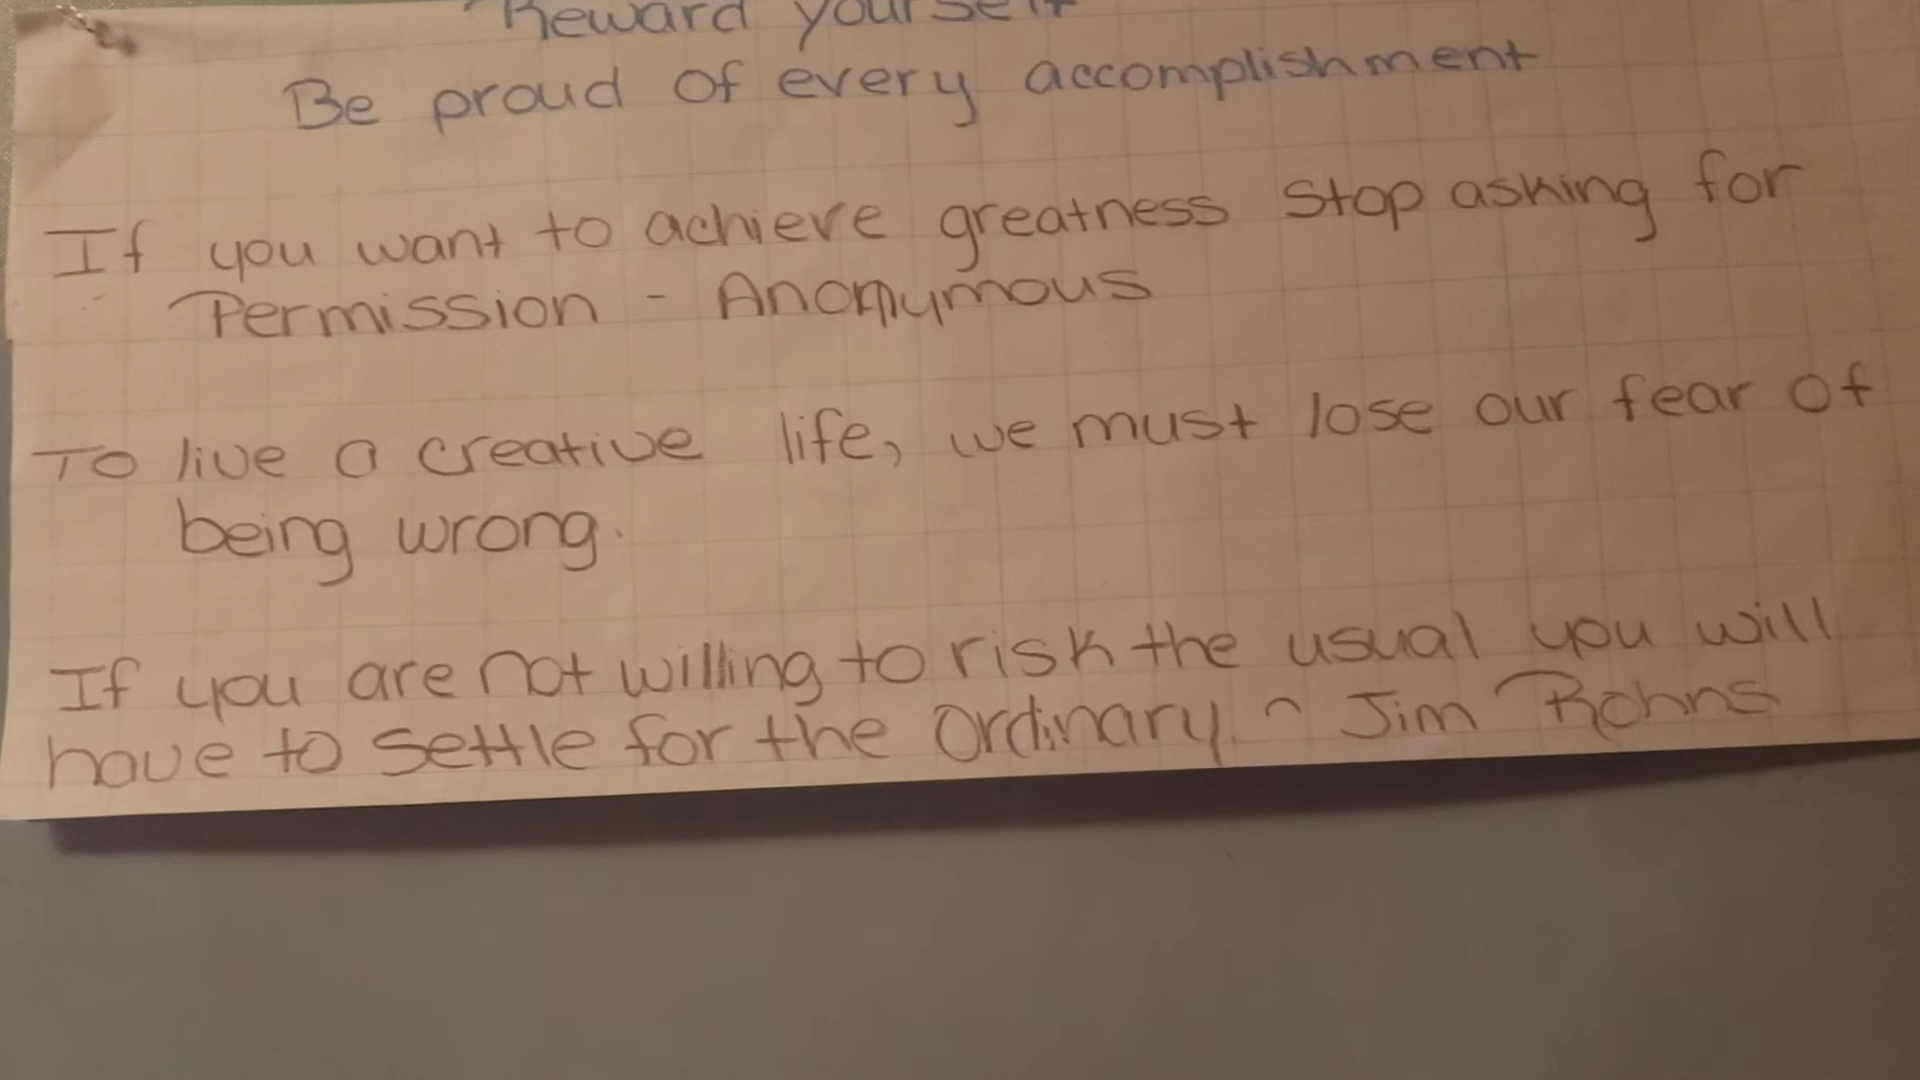 Reward yourself
Be proud of every accomplishment
If you want to achieve greatness stop asking for
Permission - Anonymous
To live a creative life, we must lose our fear of
being wrong.
If you are not willing to risk the usual you will
have to settle for the ordinary ~ Jim Rohns